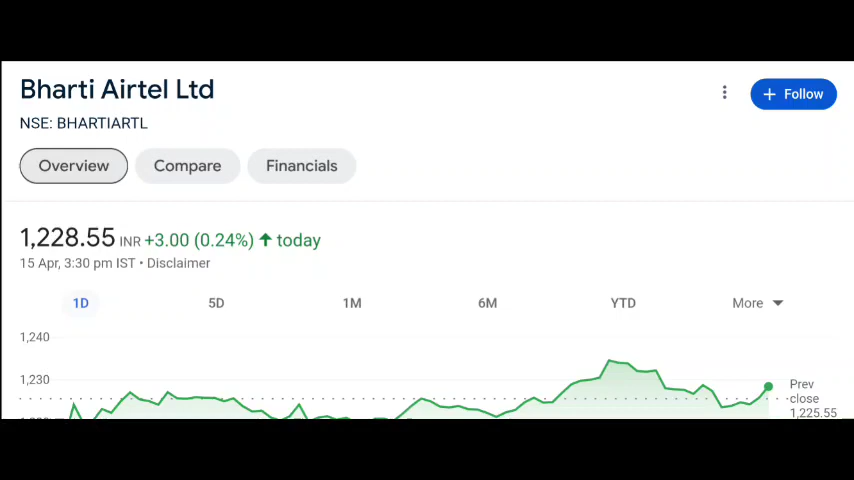 Bharti Airtel Ltd
+ Follow
NSE: BHARTIARTL
Overview
Compare
Financials
1,228.55 INR +3.00 (0.24%) ↑ today
15 Apr, 3:30 pm IST • Disclaimer
1D
5D
1M
6M
YTD
More
1,240
1,230
Prev
close
1,225.55